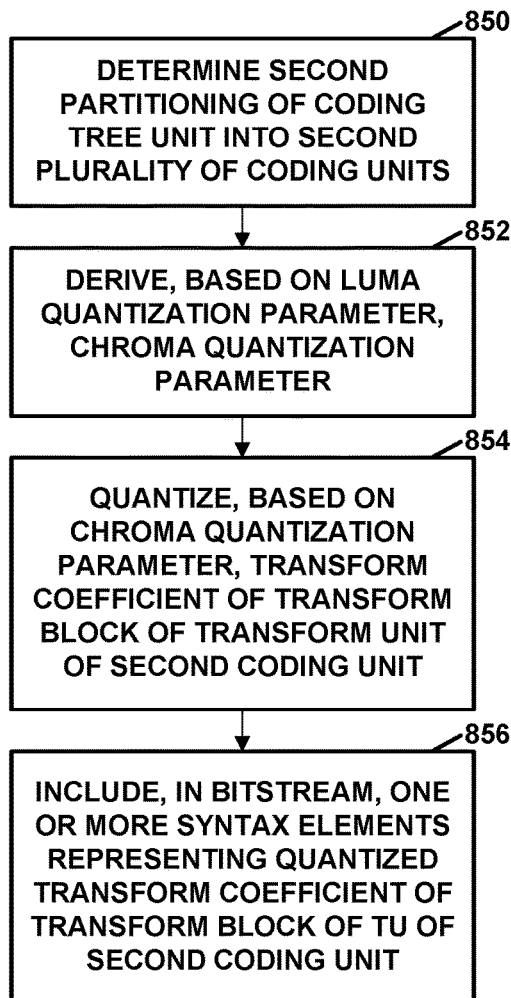 850
DETERMINE SECOND
PARTITIONING OF CODING
TREE UNIT INTO SECOND
PLURALITY OF CODING UNITS
852
DERIVE, BASED ON LUMA
QUANTIZATION PARAMETER,
CHROMA QUANTIZATION
PARAMETER
854
QUANTIZE, BASED ON
CHROMA QUANTIZATION
PARAMETER, TRANSFORM
COEFFICIENT OF TRANSFORM
BLOCK OF TRANSFORM UNIT
OF SECOND CODING UNIT
856
INCLUDE, IN BITSTREAM, ONE
OR MORE SYNTAX ELEMENTS
REPRESENTING QUANTIZED
TRANSFORM COEFFICIENT OF
TRANSFORM BLOCK OF TU OF
SECOND CODING UNIT